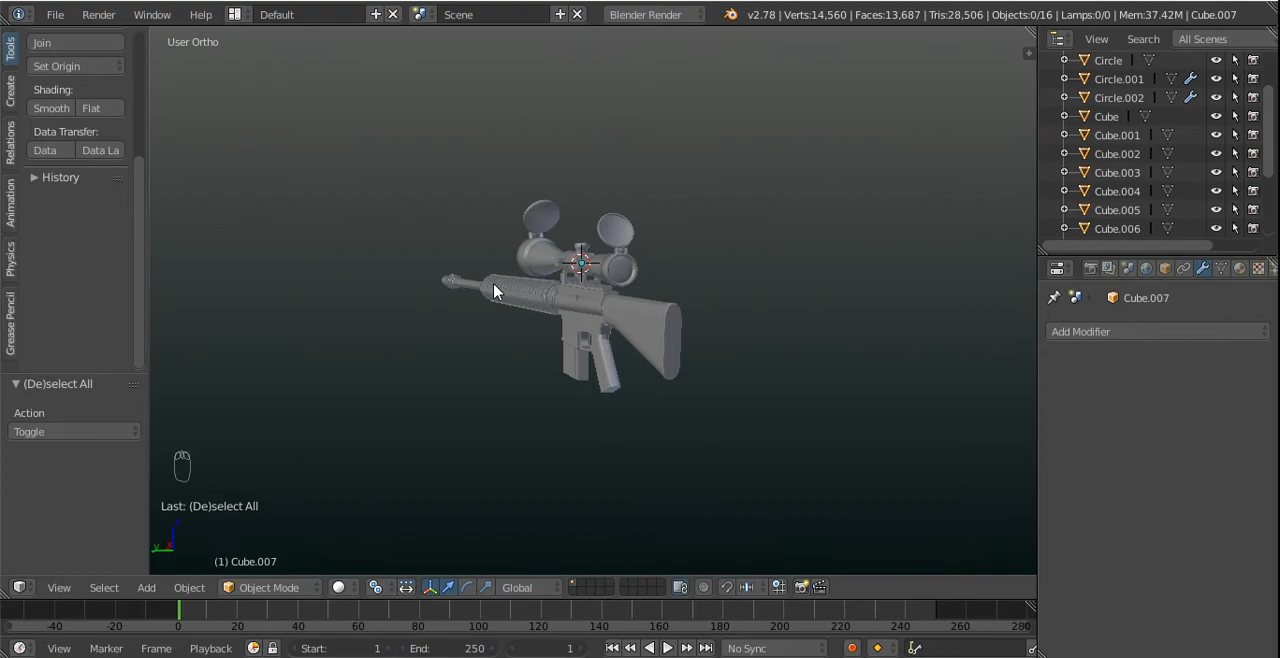 File Render Window Help Default Scene Blender Render v2.78 | Verts:14,560 | Faces:13,687 | Tris:28,506 | Objects:0/16 | Lamps:0/0 | Mem:37.42M | Cube.007
Tools
Create
Relations
Animation
Physics
Grease Pencil
Join
Set Origin
Shading:
Smooth Flat
Data Transfer:
Data Data La
History
(De)select All
Action
Toggle
User Ortho
Last: (De)select All
z
y x
(1) Cube.007
View Search All Scenes
Circle
Circle.001
Circle.002
Cube
Cube.001
Cube.002
Cube.003
Cube.004
Cube.005
Cube.006
Cube.007
Add Modifier
View Select Add Object Object Mode Global
-40 -20 0 20 40 60 80 100 120 140 160 180 200 220 240 260 280
View Marker Frame Playback Start: 1 End: 250 1 No Sync